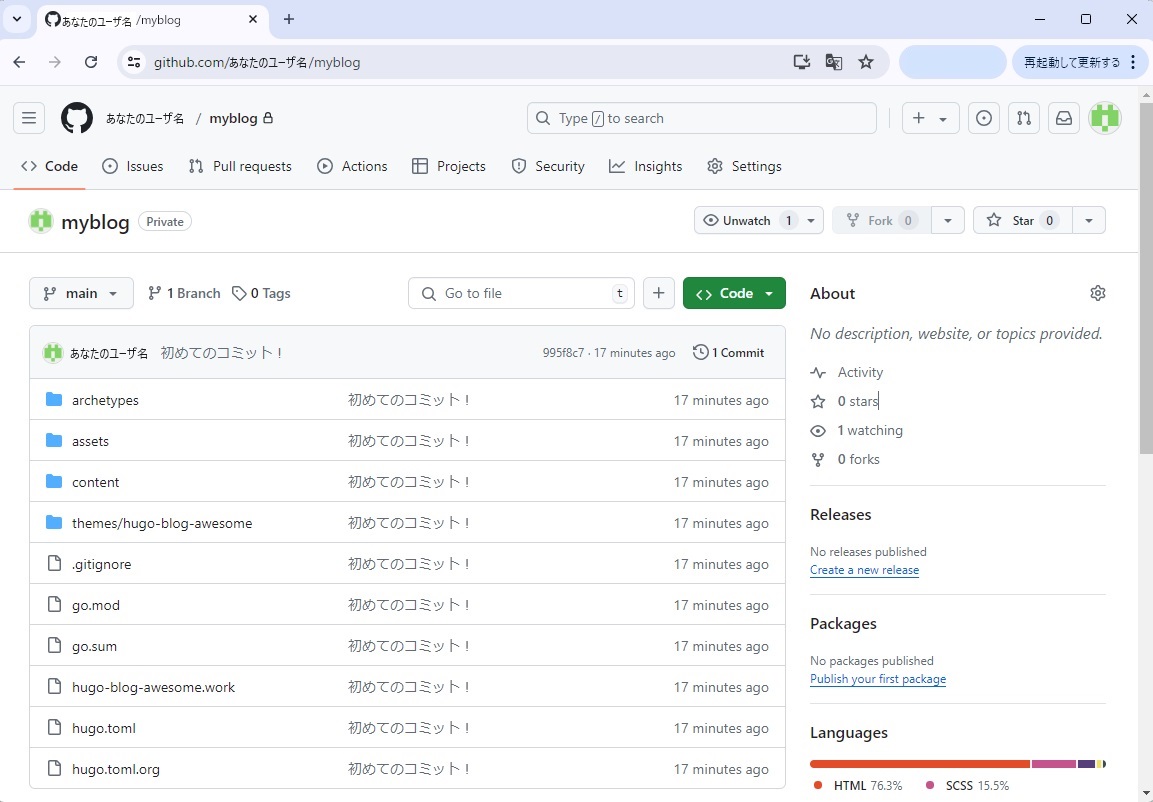 あなたのユーザ名 /myblog
github.com/あなたのユーザ名/myblog
再起動して更新する
あなたのユーザ名 / myblog
Type / to search
Code Issues Pull requests Actions Projects Security Insights Settings
myblog Private
Unwatch 1 Fork 0 Star 0
main 1 Branch 0 Tags Go to file t Code
あなたのユーザ名 初めてのコミット！ 995f8c7 · 17 minutes ago 1 Commit
archetypes 初めてのコミット！ 17 minutes ago
assets 初めてのコミット！ 17 minutes ago
content 初めてのコミット！ 17 minutes ago
themes/hugo-blog-awesome 初めてのコミット！ 17 minutes ago
.gitignore 初めてのコミット！ 17 minutes ago
go.mod 初めてのコミット！ 17 minutes ago
go.sum 初めてのコミット！ 17 minutes ago
hugo-blog-awesome.work 初めてのコミット！ 17 minutes ago
hugo.toml 初めてのコミット！ 17 minutes ago
hugo.toml.org 初めてのコミット！ 17 minutes ago
About
No description, website, or topics provided.
Activity
0 stars
1 watching
0 forks
Releases
No releases published
Create a new release
Packages
No packages published
Publish your first package
Languages
HTML 76.3% SCSS 15.5%